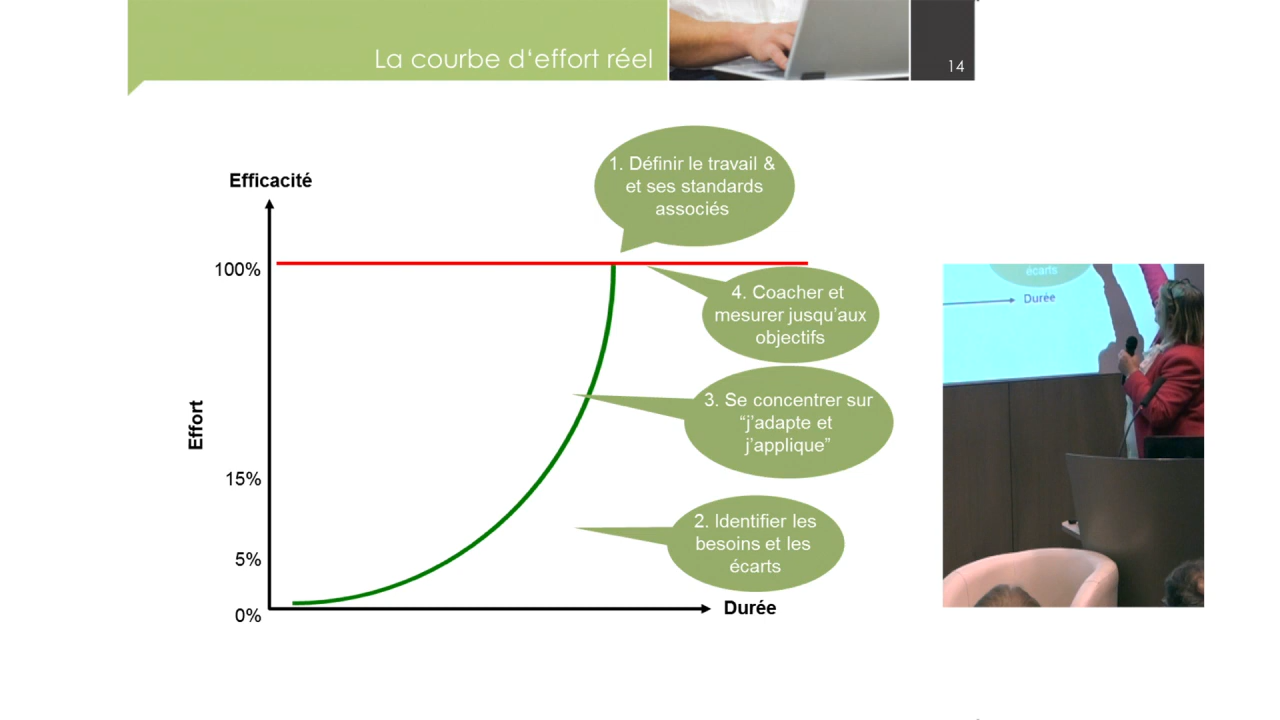 La courbe d‘effort réel
14
1. Définir le travail &
et ses standards
associés
Efficacité
100%
4. Coacher et
mesurer jusqu’aux
objectifs
3. Se concentrer sur
“j’adapte et
j’applique”
Effort
15%
2. Identifier les
besoins et les
écarts
5%
0%
Durée
écarts
Durée